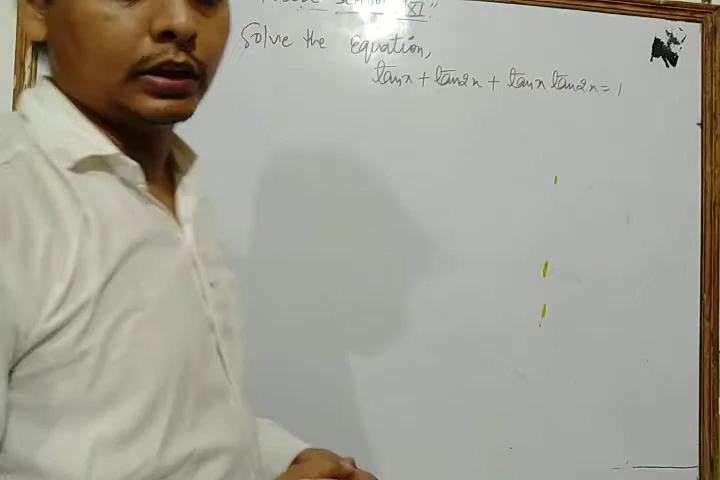 XI"
Solve the Equation,
tanx + tan2x + tanx tan2x = 1